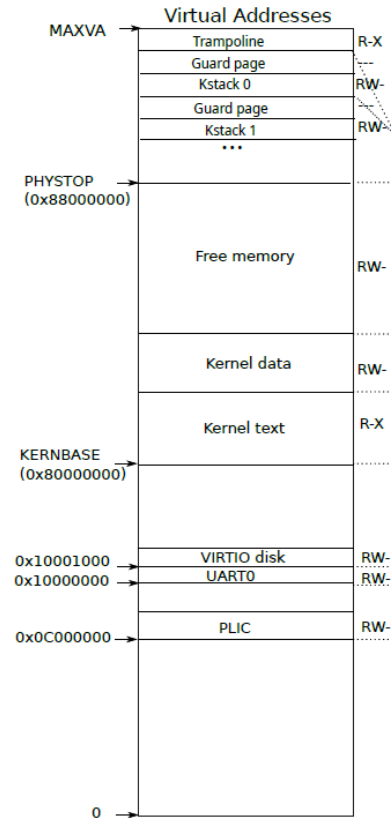 Virtual Addresses
MAXVA
Trampoline R-X
Guard page ---
Kstack 0 RW-
Guard page ---
Kstack 1 RW-
...
PHYSTOP
(0x88000000)
Free memory RW-
Kernel data RW-
Kernel text R-X
KERNBASE
(0x80000000)
VIRTIO disk RW-
0x10001000
UART0 RW-
0x10000000
PLIC RW-
0x0C000000
0